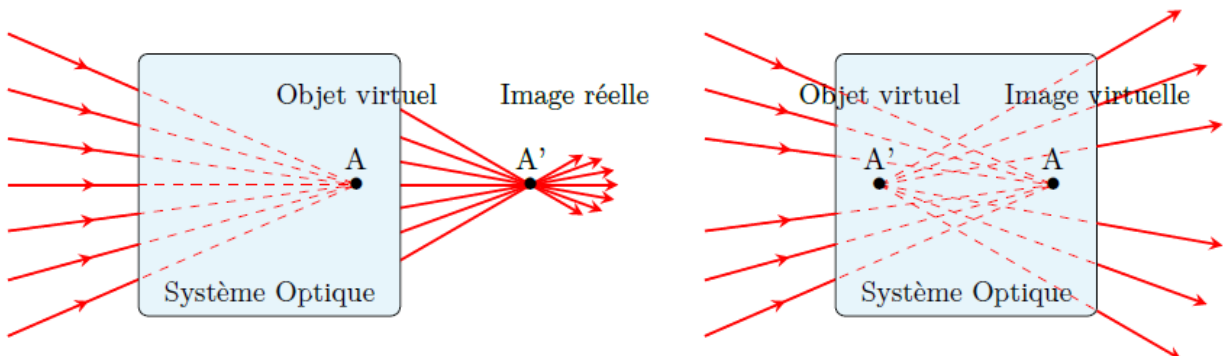 Objet virtuel
Image réelle
A
A'
Système Optique
Objet virtuel
Image virtuelle
A'
A
Système Optique